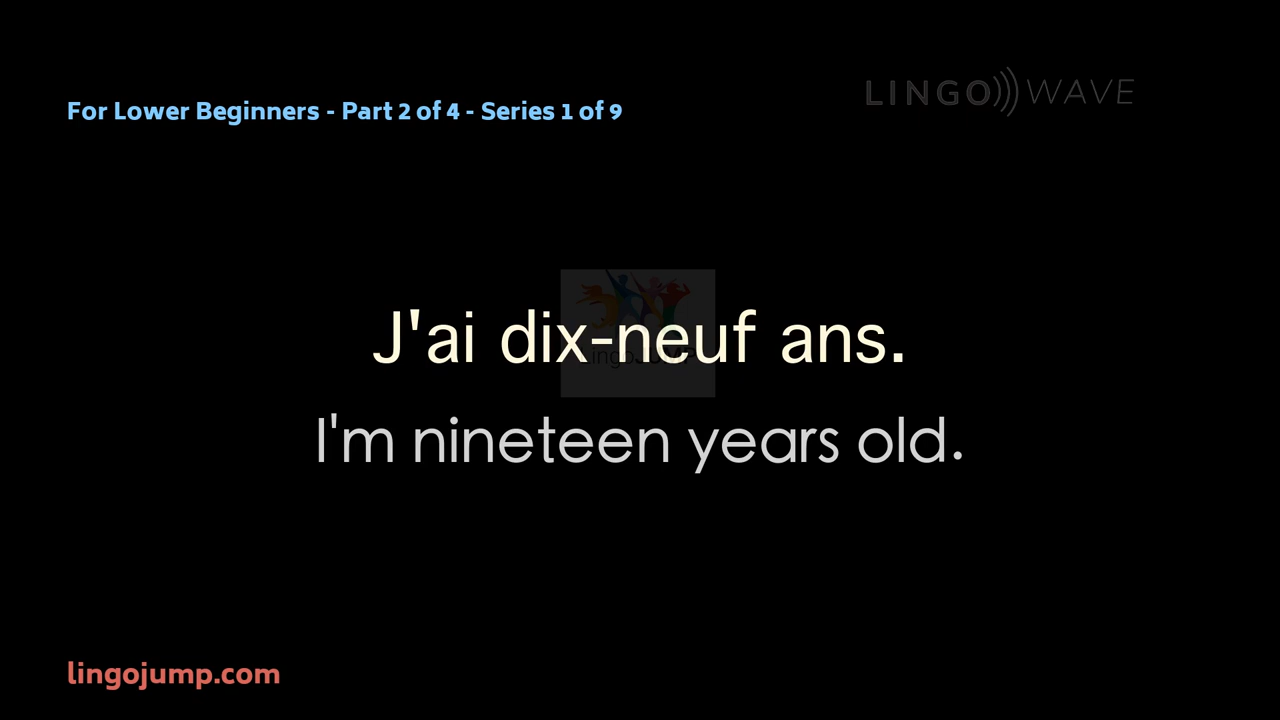 For Lower Beginners - Part 2 of 4 - Series 1 of 9
LINGO WAVE
J'ai dix-neuf ans.
LingoJUMP
I'm nineteen years old.
lingojump.com